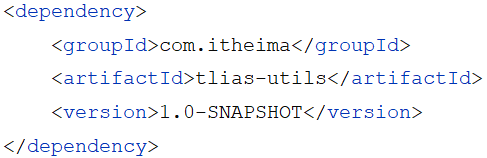 <dependency>
    <groupId>com.itheima</groupId>
    <artifactId>tlias-utils</artifactId>
    <version>1.0-SNAPSHOT</version>
</dependency>